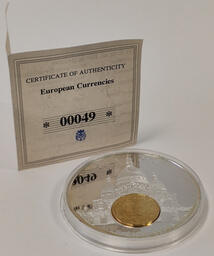 CERTIFICATE OF AUTHENTICITY
European Currencies
* 00049 *